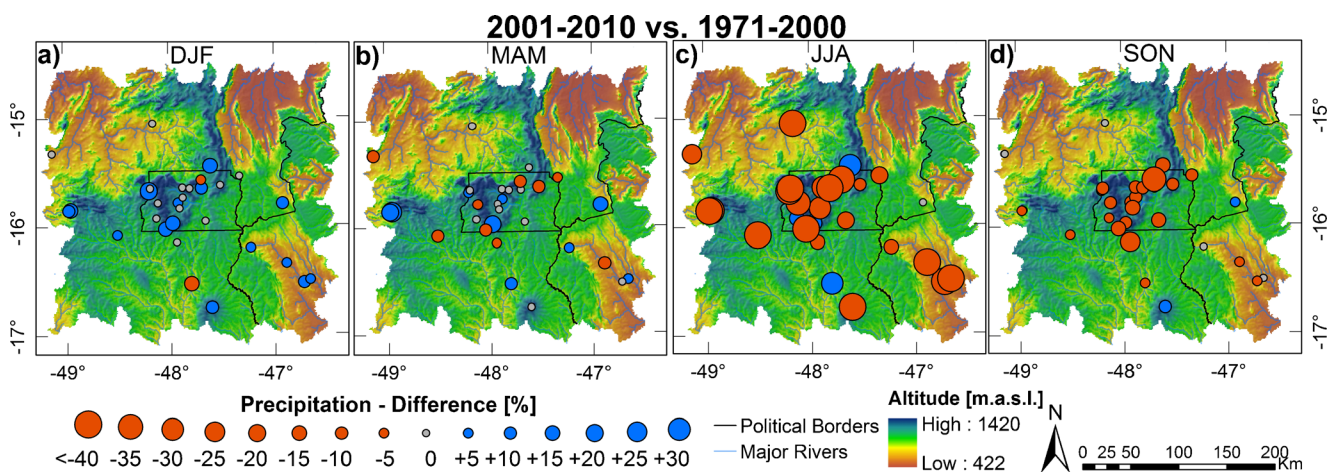 2001-2010 vs. 1971-2000
a) DJF
b) MAM
c) JJA
d) SON
-49° -48° -47°
-49° -48° -47°
-49° -48° -47°
-49° -48° -47°
-15°
-16°
-17°
-15°
-16°
-17°
Precipitation - Difference [%]
<-40 -35 -30 -25 -20 -15 -10 -5 0 +5 +10 +15 +20 +25 +30
Political Borders
Major Rivers
Altitude [m.a.s.l.]
High : 1420
Low : 422
N
0 25 50 100 150 200
Km